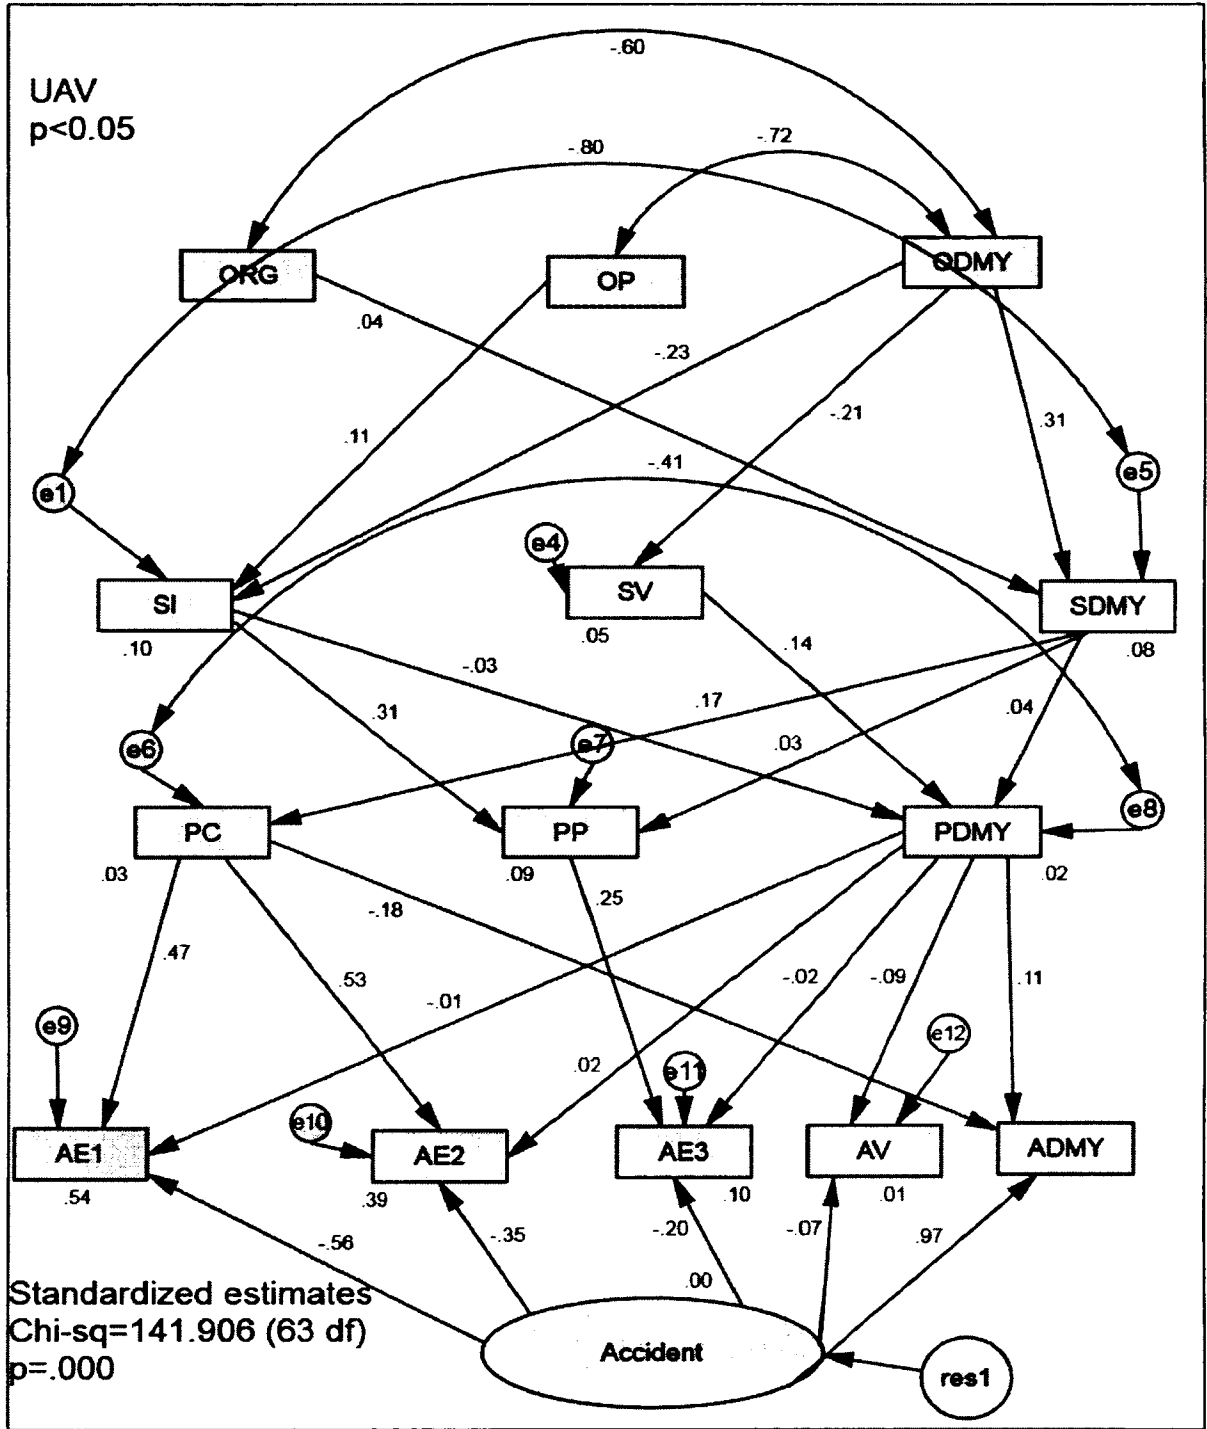 -.60
UAV
p<0.05
-.80
-.72
ORG
OP
ODMY
.04
-.23
.11
-.21
.31
-.41
e1
e5
e4
SI
SV
SDMY
.10
.05
.08
-.03
.14
.31
.17
.04
e6
e7
.03
e8
PC
PP
PDMY
.03
.09
.02
-.18
.25
.47
.53
-.01
-.02
-.09
.11
e9
e12
.02
e11
e10
AE1
AE2
AE3
AV
ADMY
.54
.39
.10
.01
-.56
-.35
-.20
-.07
.97
.00
Standardized estimates
Chi-sq=141.906 (63 df)
p=.000
Accident
res1